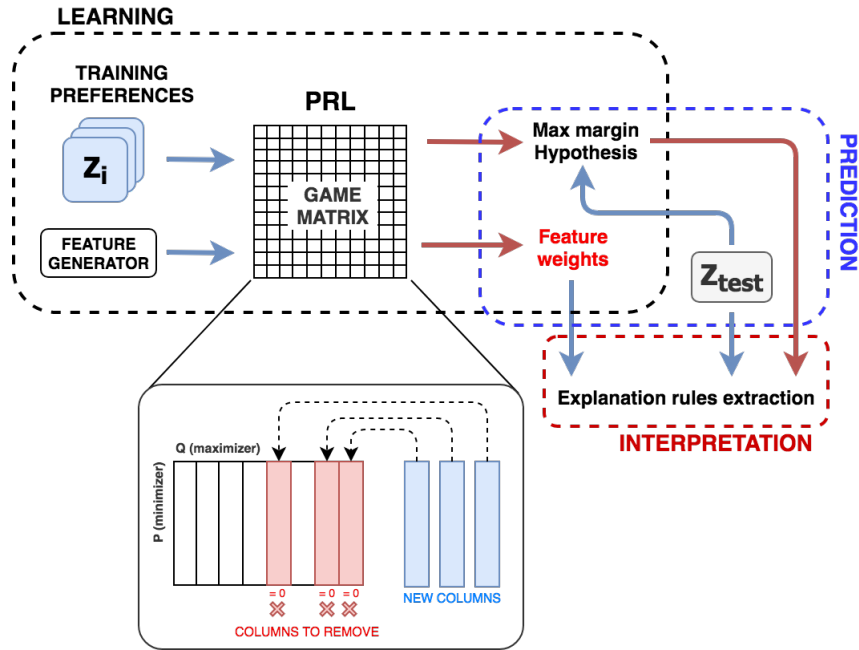 LEARNING
TRAINING
PREFERENCES
PRL
Zi
GAME
MATRIX
FEATURE
GENERATOR
Max margin
Hypothesis
Feature
weights
PREDICTION
Ztest
Explanation rules extraction
INTERPRETATION
Q (maximizer)
P (minimizer)
= 0
= 0
= 0
NEW COLUMNS
COLUMNS TO REMOVE